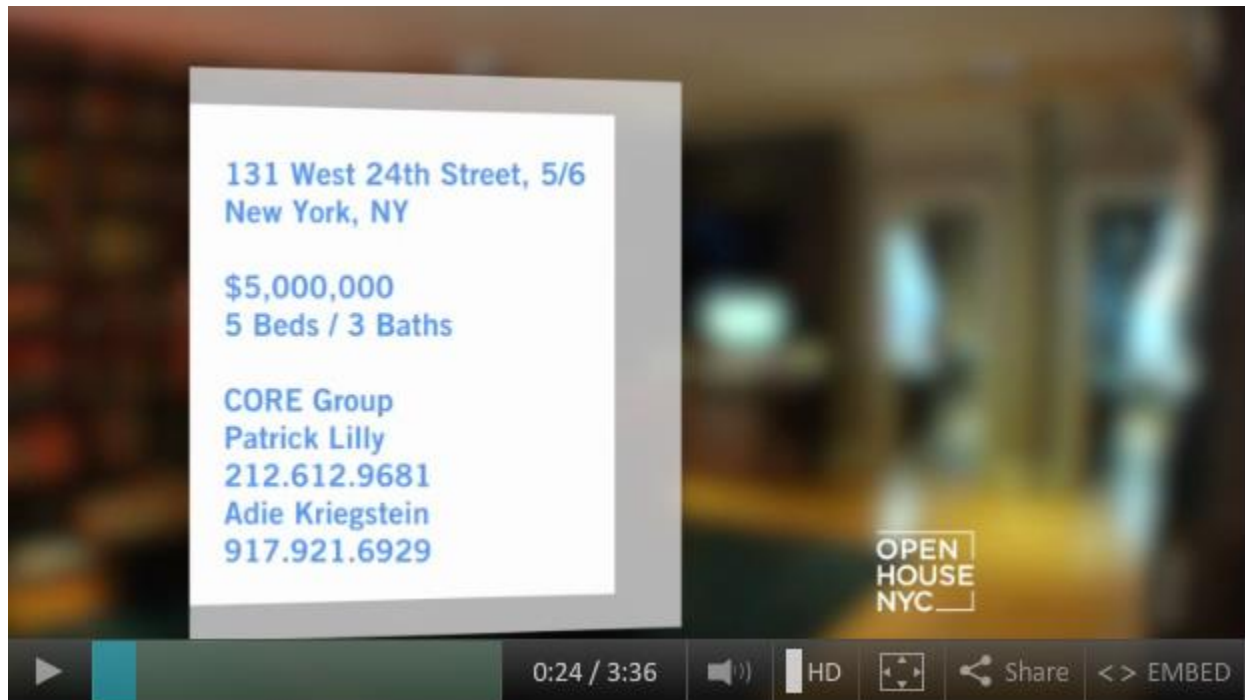 131 West 24th Street, 5/6
New York, NY
$5,000,000
5 Beds / 3 Baths
CORE Group
Patrick Lilly
212.612.9681
Adie Kriegstein
917.921.6929
OPEN
HOUSE
NYC
0:24 / 3:36
HD
Share
<> EMBED